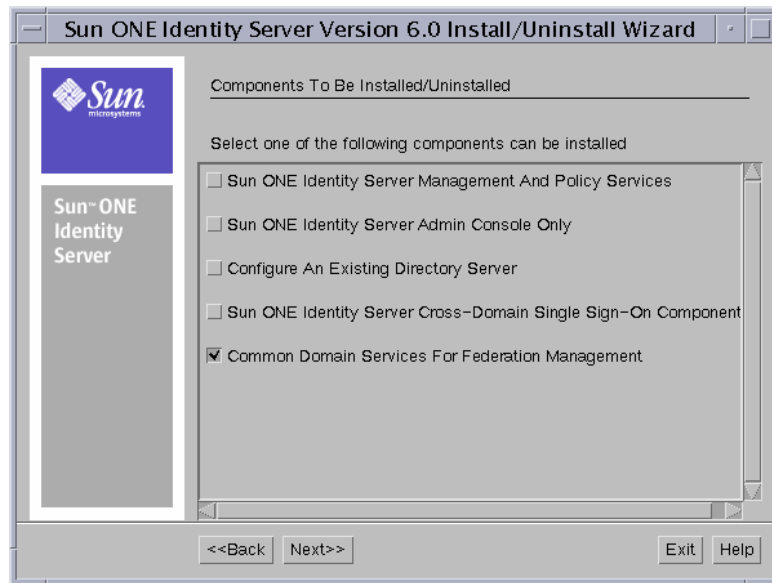 Sun ONE Identity Server Version 6.0 Install/Uninstall Wizard
Sun
microsystems
Sun™ ONE
Identity
Server
Components To Be Installed/Uninstalled
Select one of the following components can be installed
Sun ONE Identity Server Management And Policy Services
Sun ONE Identity Server Admin Console Only
Configure An Existing Directory Server
Sun ONE Identity Server Cross-Domain Single Sign-On Component
Common Domain Services For Federation Management
<<Back Next>> Exit Help